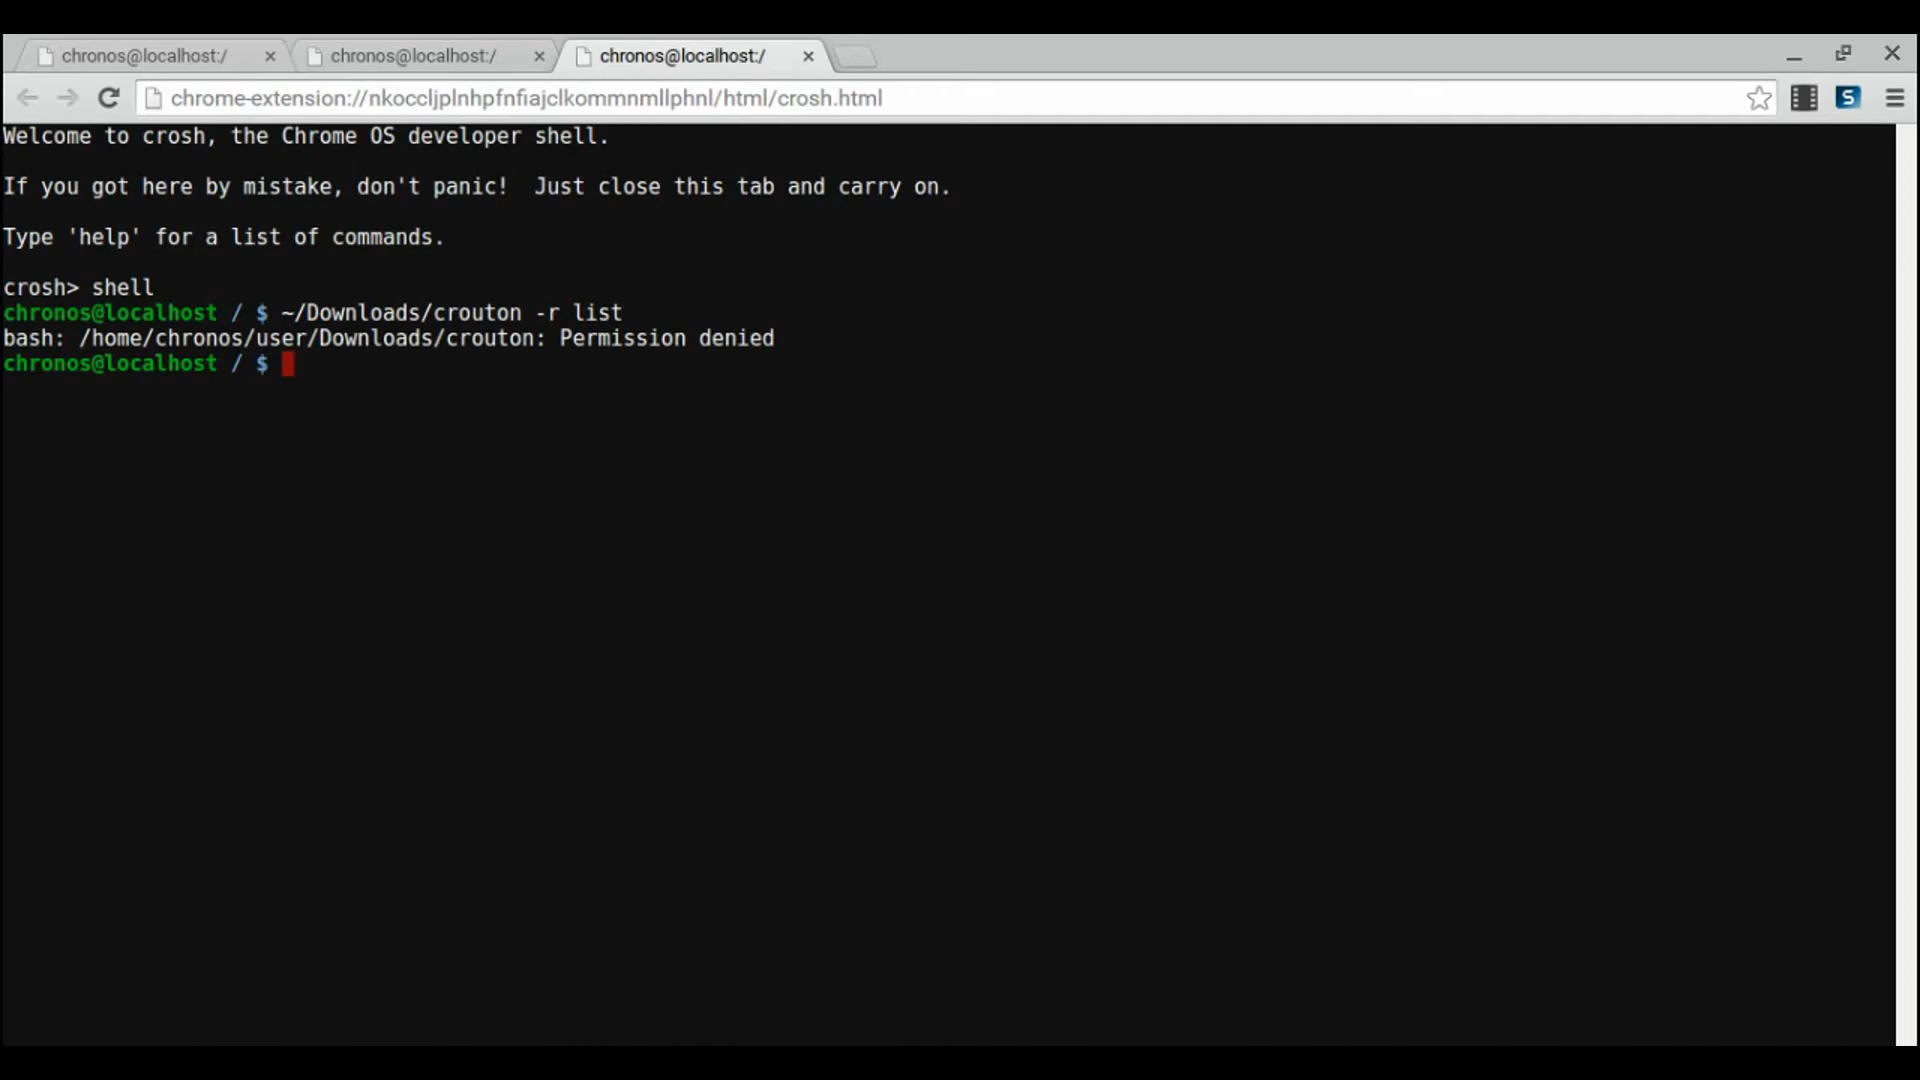 chronos@localhost:/
chronos@localhost:/
chronos@localhost:/
chrome-extension://nkoccljplnhpfnfiajclkommnmllphnl/html/crosh.html
S
Welcome to crosh, the Chrome OS developer shell.
If you got here by mistake, don't panic!  Just close this tab and carry on.
Type 'help' for a list of commands.
crosh> shell
chronos@localhost / $ ~/Downloads/crouton -r list
bash: /home/chronos/user/Downloads/crouton: Permission denied
chronos@localhost / $